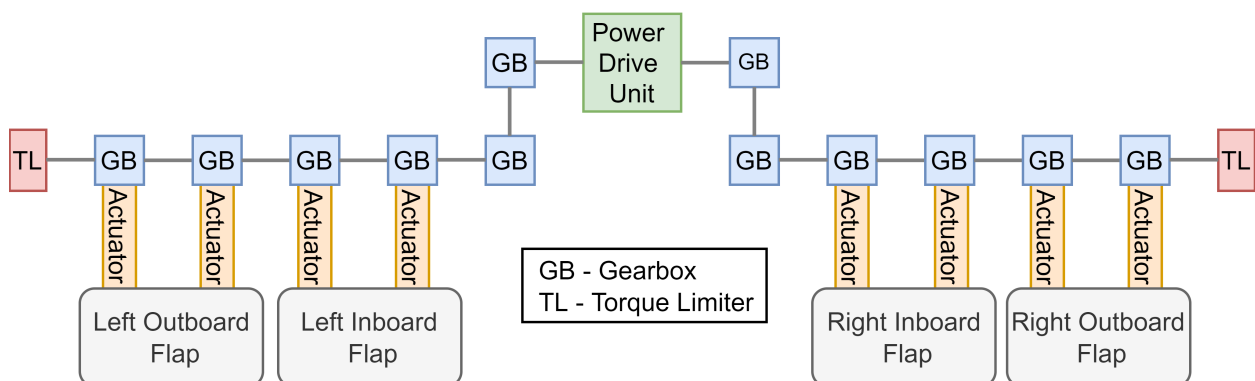 Power
Drive
Unit
GB
GB
TL
GB
GB
GB
GB
GB
GB
GB
GB
GB
GB
TL
Actuator
Actuator
Actuator
Actuator
Actuator
Actuator
Actuator
Actuator
GB - Gearbox
TL - Torque Limiter
Left Outboard
Flap
Left Inboard
Flap
Right Inboard
Flap
Right Outboard
Flap